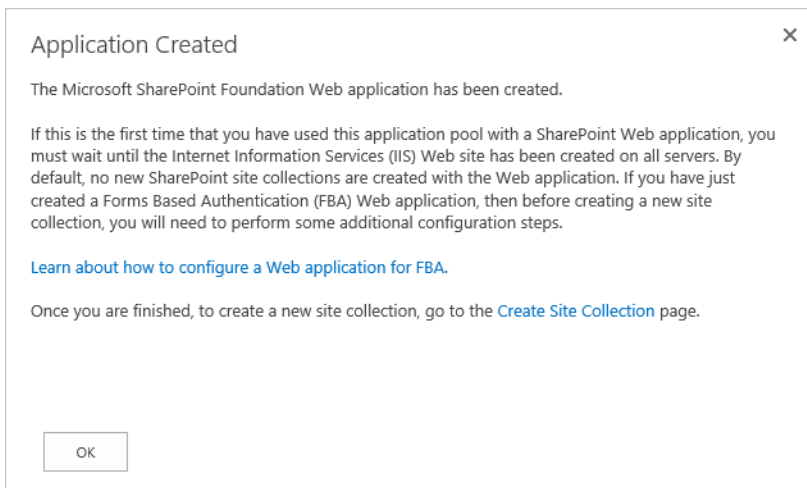 Application Created
The Microsoft SharePoint Foundation Web application has been created.
If this is the first time that you have used this application pool with a SharePoint Web application, you
must wait until the Internet Information Services (IIS) Web site has been created on all servers. By
default, no new SharePoint site collections are created with the Web application. If you have just
created a Forms Based Authentication (FBA) Web application, then before creating a new site
collection, you will need to perform some additional configuration steps.
Learn about how to configure a Web application for FBA.
Once you are finished, to create a new site collection, go to the Create Site Collection page.
OK